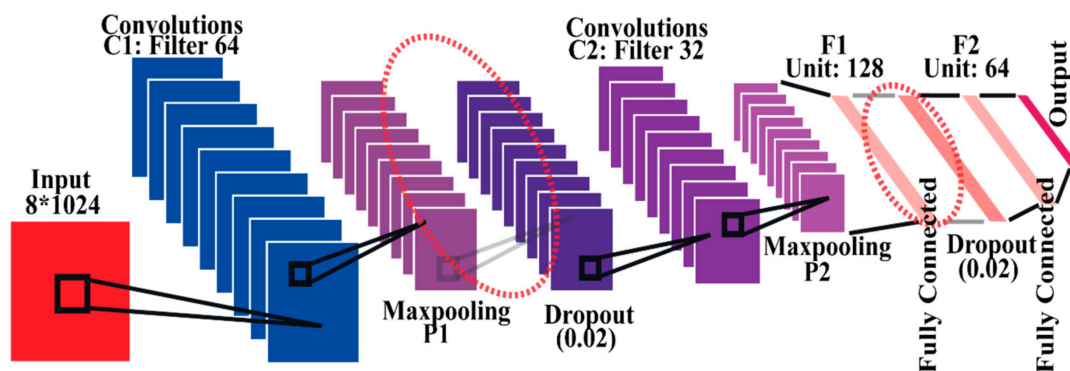 Convolutions
C1: Filter 64
Convolutions
C2: Filter 32
F1
Unit: 128
F2
Unit: 64
Output
Input
8*1024
Maxpooling
P1
Dropout
(0.02)
Maxpooling
P2
Fully Connected
Dropout
(0.02)
Fully Connected